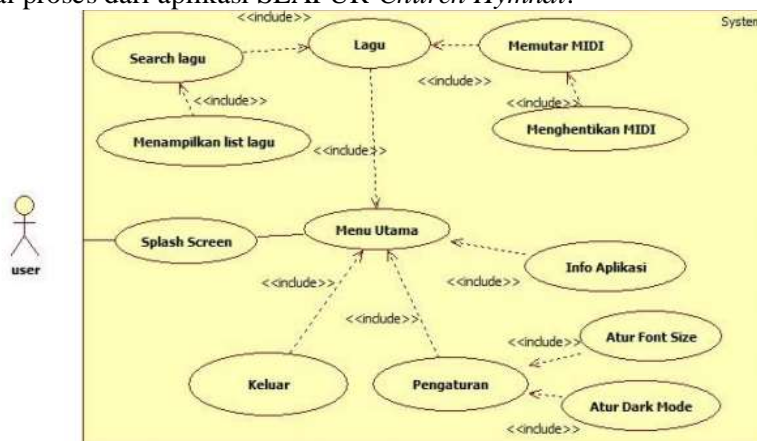 al proses dari aplikasi SEAPUR Church Hymnal:
<<include>>
System
Search lagu
Lagu
Memutar MIDI
<<include>>
<<include>>
Menampilkan list lagu
<<include>>
Menghentikan MIDI
Splash Screen
Menu Utama
user
Info Aplikasi
<<include>>
<<include>>
<<include>>
Atur Font Size
<<include>>
Keluar
Pengaturan
Atur Dark Mode
<<include>>